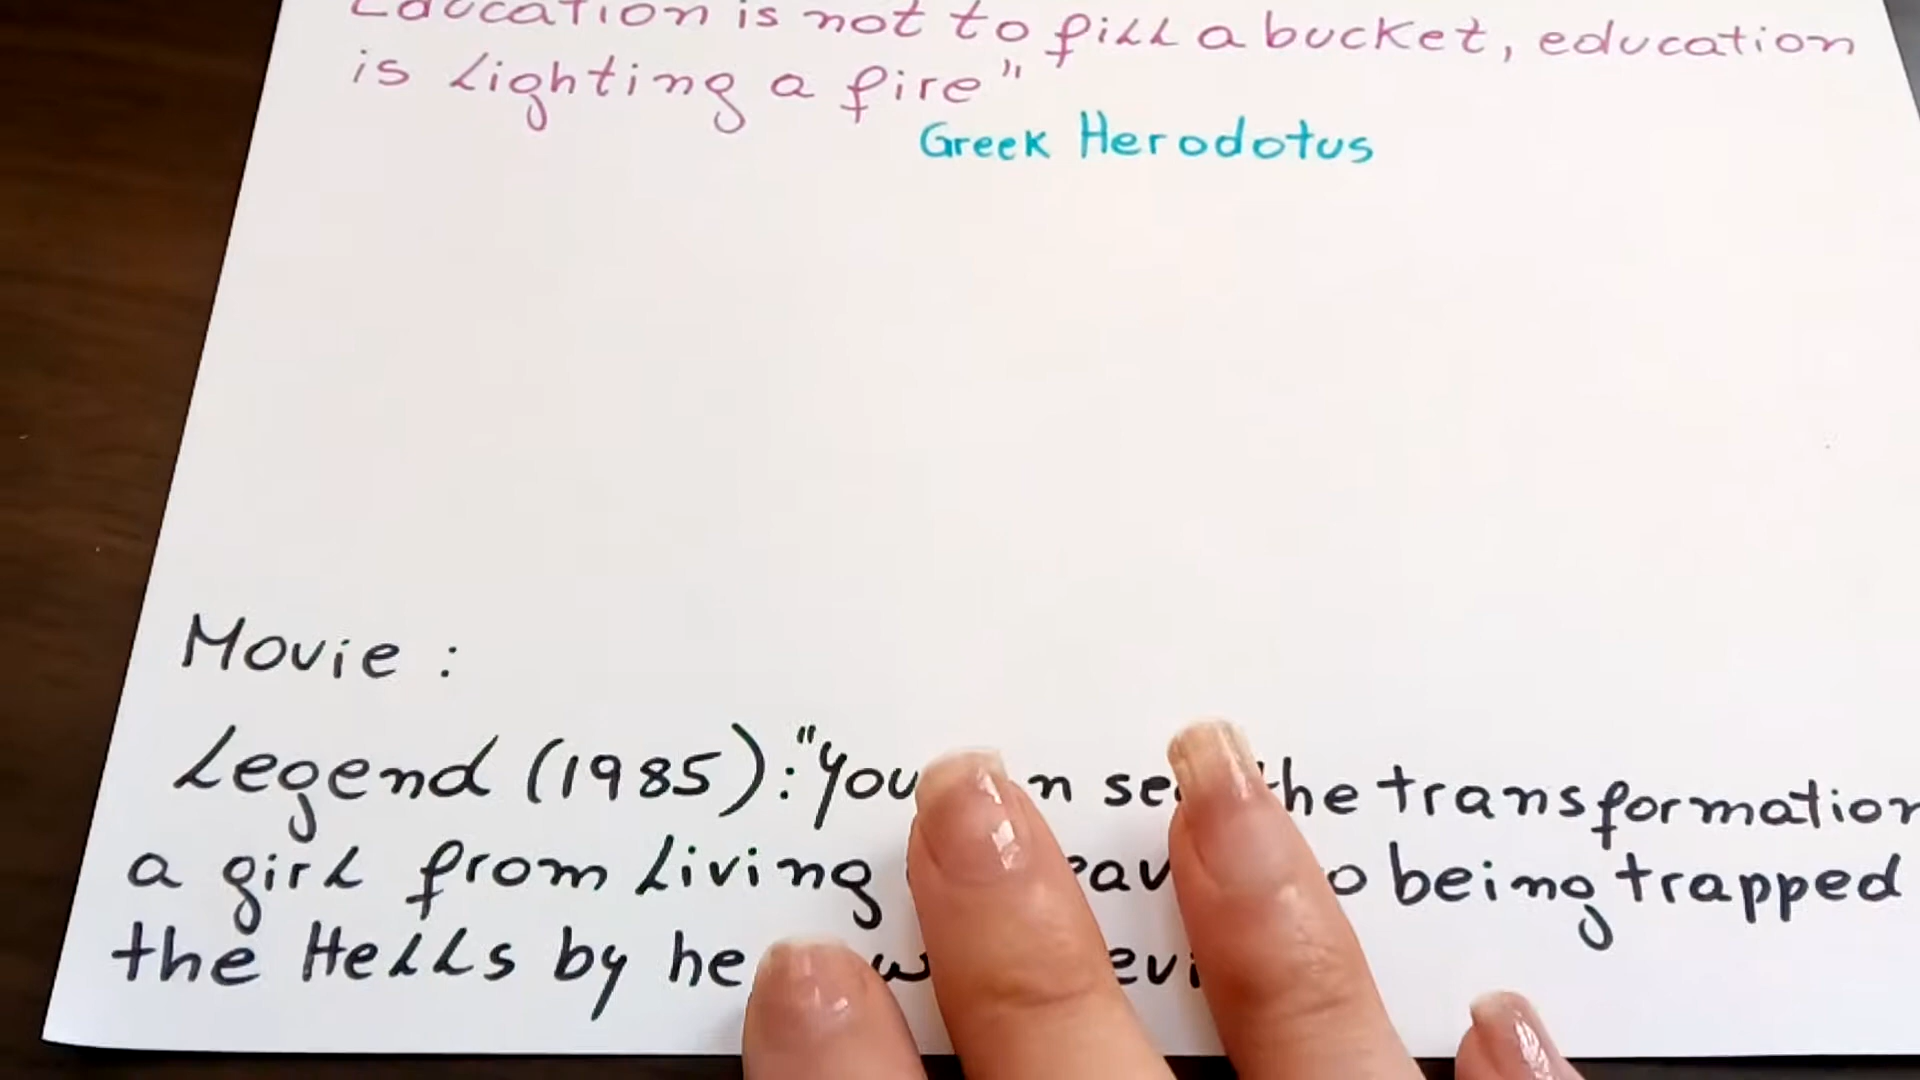 Education is not to fill a bucket, education
is Lighting a fire"
Greek Herodotus
Movie :
Legend (1985): "You see the transformation
a girl from Living being trapped
the Hells by